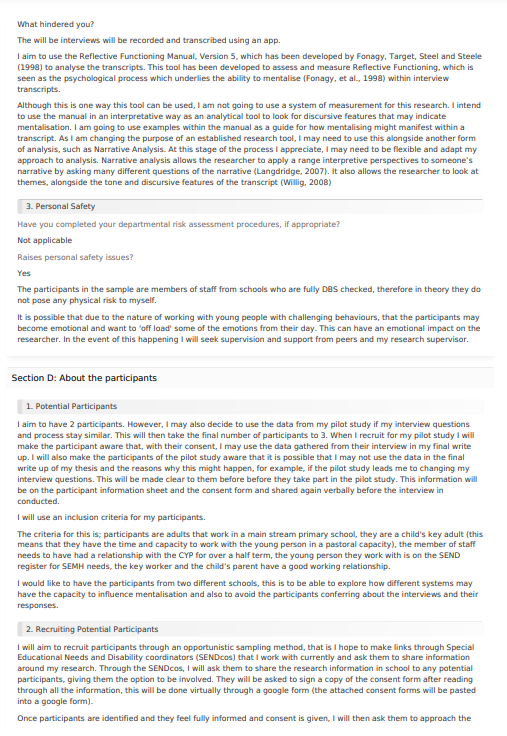 What hindered you?
The will be interviews will be recorded and transcribed using an app.
I aim to use the Reflective Functioning Manual, Version 5, which has been developed by Fonagy, Target, Steel and Steele
(1998) to analyse the transcripts. This tool has been developed to assess and measure Reflective Functioning, which is
seen as the psychological process which underlies the ability to mentalise (Fonagy, et al., 1998) within interview
transcripts.
Although this is one way this tool can be used, I am not going to use a system of measurement for this research. I intend
to use the manual in an interpretative way as an analytical tool to look for discursive features that may indicate
mentalisation. I am going to use examples within the manual as a guide for how mentalising might manifest within a
transcript. As I am changing the purpose of an established research tool, I may need to use this alongside another form
of analysis, such as Narrative Analysis. At this stage of the process I appreciate, I may need to be flexible and adapt my
approach to analysis. Narrative analysis allows the researcher to apply a range interpretive perspectives to someone's
narrative by asking many different questions of the narrative (Langdridge, 2007). It also allows the researcher to look at
themes, alongside the tone and discursive features of the transcript (Willig, 2008)
3. Personal Safety
Have you completed your departmental risk assessment procedures, if appropriate?
Not applicable
Raises personal safety issues?
Yes
The participants in the sample are members of staff from schools who are fully DBS checked, therefore in theory they do
not pose any physical risk to myself.
It is possible that due to the nature of working with young people with challenging behaviours, that the participants may
become emotional and want to 'off load' some of the emotions from their day. This can have an emotional impact on the
researcher. In the event of this happening I will seek supervision and support from peers and my research supervisor.
Section D: About the participants
1. Potential Participants
I aim to have 2 participants. However, I may also decide to use the data from my pilot study if my interview questions
and process stay similar. This will then take the final number of participants to 3. When I recruit for my pilot study I will
make the participant aware that, with their consent, I may use the data gathered from their interview in my final write
up. I will also make the participants of the pilot study aware that it is possible that I may not use the data in the final
write up of my thesis and the reasons why this might happen, for example, if the pilot study leads me to changing my
interview questions. This will be made clear to them before before they take part in the pilot study. This information will
be on the participant information sheet and the consent form and shared again verbally before the interview in
conducted.
I will use an inclusion criteria for my participants.
The criteria for this is; participants are adults that work in a main stream primary school, they are a child's key adult (this
means that they have the time and capacity to work with the young person in a pastoral capacity), the member of staff
needs to have had a relationship with the CYP for over a half term, the young person they work with is on the SEND
register for SEMH needs, the key worker and the child's parent have a good working relationship.
I would like to have the participants from two different schools, this is to be able to explore how different systems may
have the capacity to influence mentalisation and also to avoid the participants conferring about the interviews and their
responses.
2. Recruiting Potential Participants
I will aim to recruit participants through an opportunistic sampling method, that is I hope to make links through Special
Educational Needs and Disability coordinators (SENDcos) that I work with currently and ask them to share information
around my research. Through the SENDcos, I will ask them to share the research information in school to any potential
participants, giving them the option to be involved. They will be asked to sign a copy of the consent form after reading
through all the information, this will be done virtually through a google form (the attached consent forms will be pasted
into a google form).
Once participants are identified and they feel fully informed and consent is given, I will then ask them to approach the